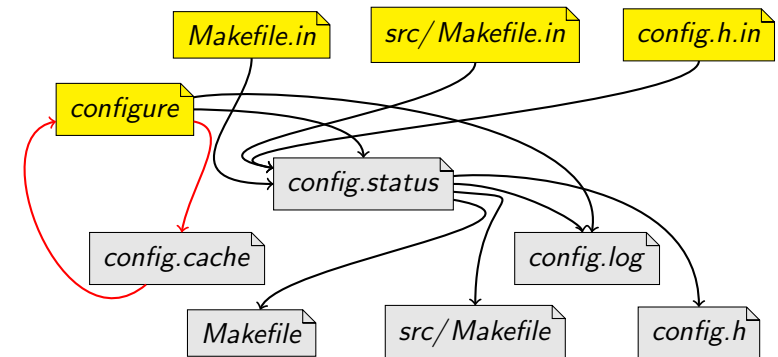 Makefile.in
src/Makefile.in
config.h.in
configure
config.status
config.cache
config.log
Makefile
src/Makefile
config.h